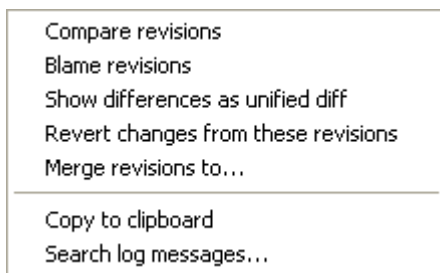 Compare revisions
Blame revisions
Show differences as unified diff
Revert changes from these revisions
Merge revisions to...
Copy to clipboard
Search log messages...